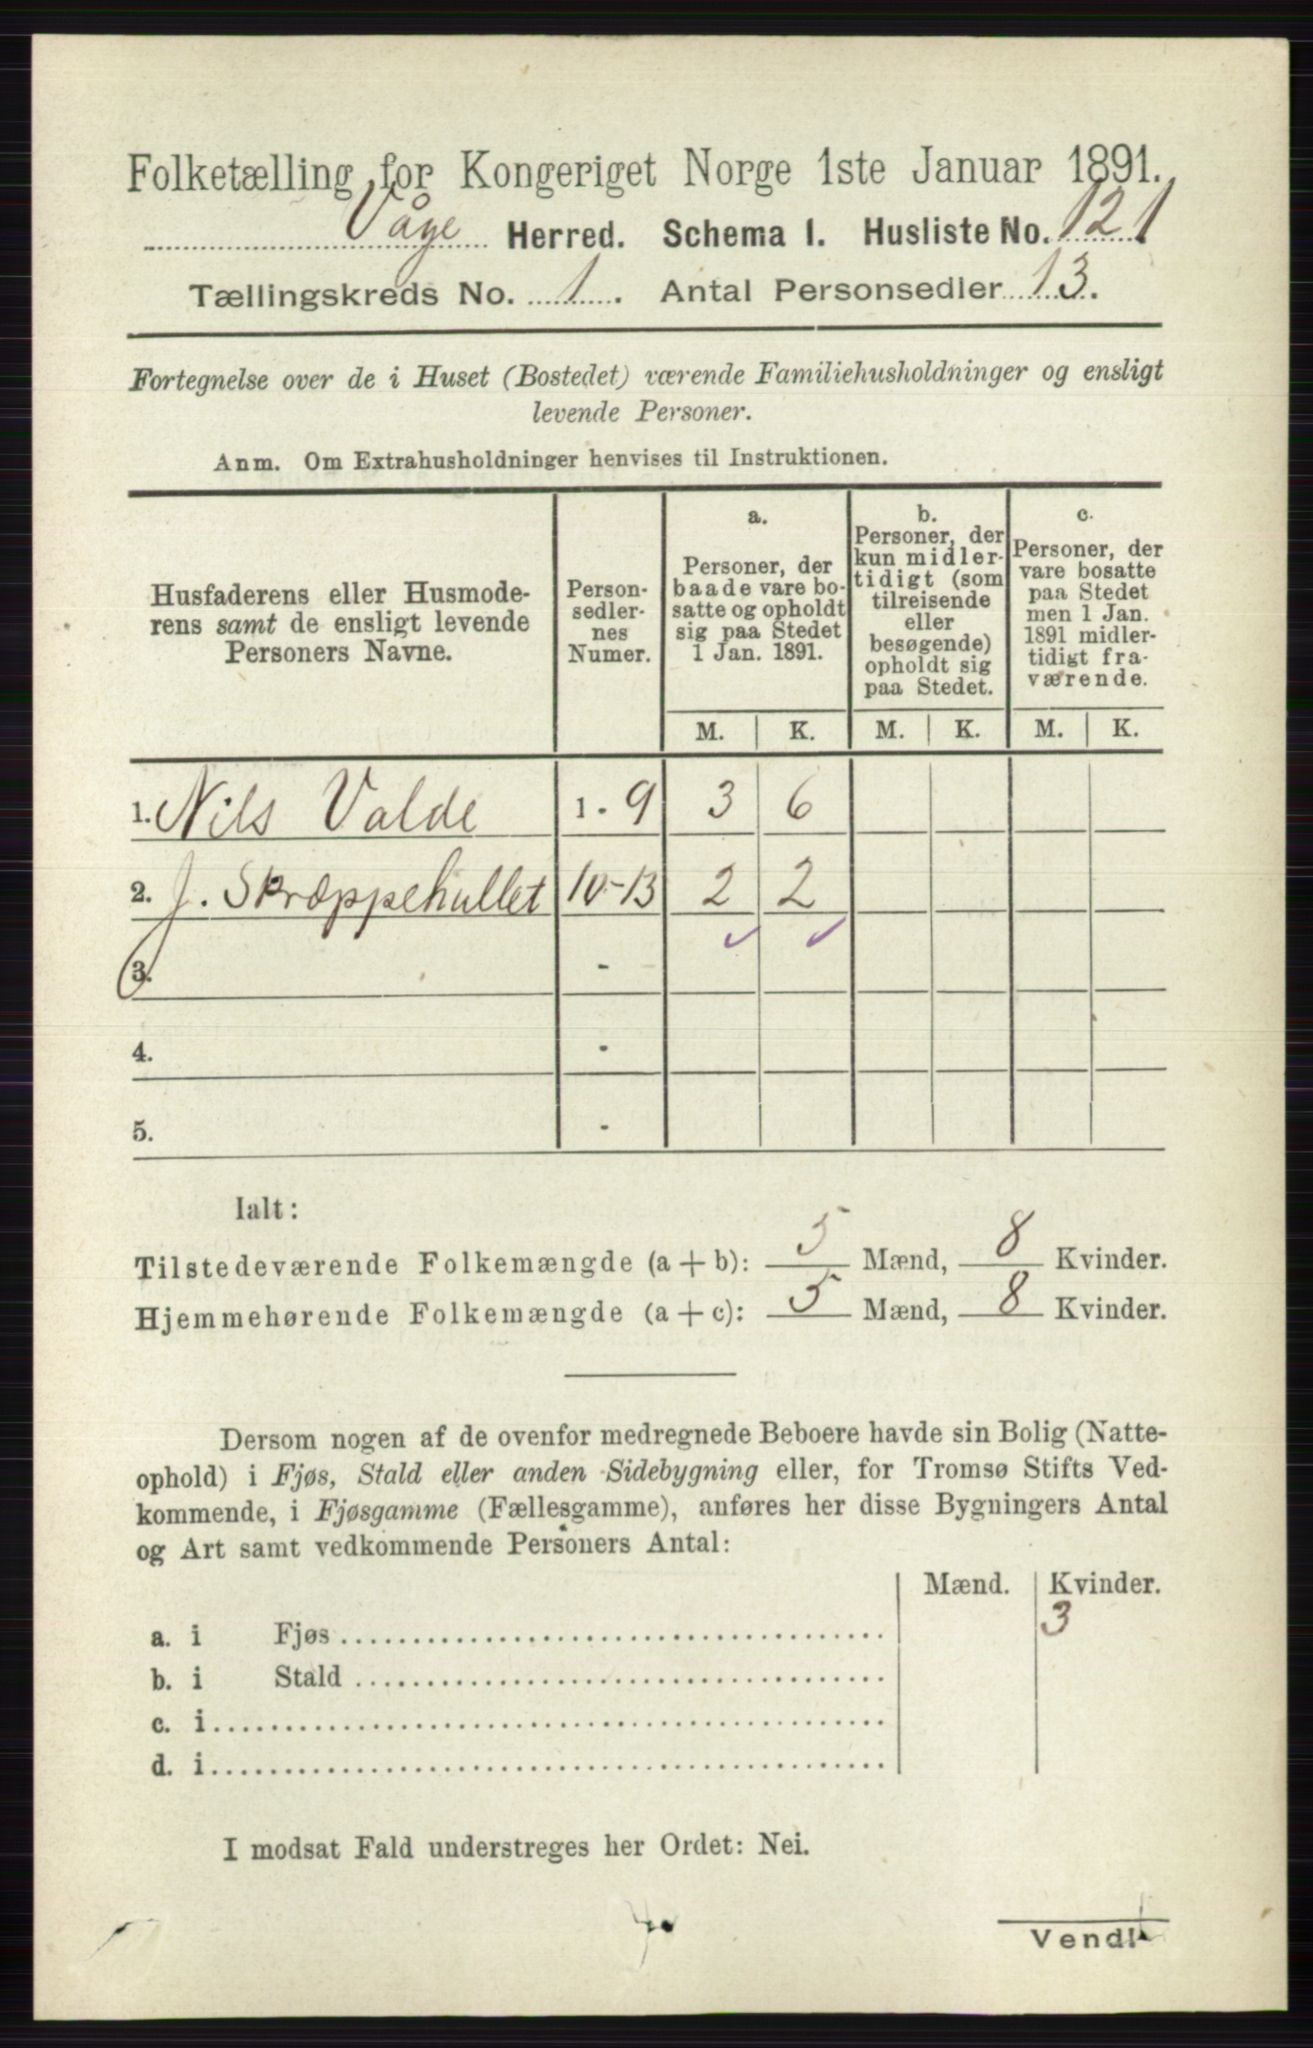 Folketælling for Kongeriget Norge 1ste Januar 1891.
Våge Herred. Schema 1. Husliste No. 121
Tællingskreds No. 1. Antal Personsedler 13.
Fortegnelse over de i Huset (Bostedet) værende Familiehusholdninger og ensligt
levende Personer.
Anm. Om Extrahusholdninger henvises til Instruktionen.
Husfaderens eller Husmode-
rens samt de ensligt levende
Personers Navne.
Person-
sedler-
nes
Numer.
a.
Personer, der
baade vare bo-
satte og opholdt
sig paa Stedet
1 Jan. 1891.
b.
Personer, der
kun midler-
tidigt (som
tilreisende
eller
besøgende)
opholdt sig
paa Stedet.
c.
Personer, der
vare bosatte
paa Stedet
men 1 Jan.
1891 midler-
tidigt fra-
værende.
M. K. M. K. M. K.
1. Nils Valde 1 - 9 3 6
2. J. Skræppehullet 10-13 2 2
3. -
4. -
5. -
Ialt:
Tilstedeværende Folkemængde (a + b): 5 Mænd, 8 Kvinder.
Hjemmehørende Folkemængde (a + c): 5 Mænd, 8 Kvinder.
Dersom nogen af de ovenfor medregnede Beboere havde sin Bolig (Natte-
ophold) i Fjøs, Stald eller anden Sidebygning eller, for Tromsø Stifts Ved-
kommende, i Fjøsgamme (Fællesgamme), anføres her disse Bygningers Antal
og Art samt vedkommende Personers Antal:
Mænd. Kvinder.
a. i Fjøs 3
b. i Stald
c. i
d. i
I modsat Fald understreges her Ordet: Nei.
Vend!